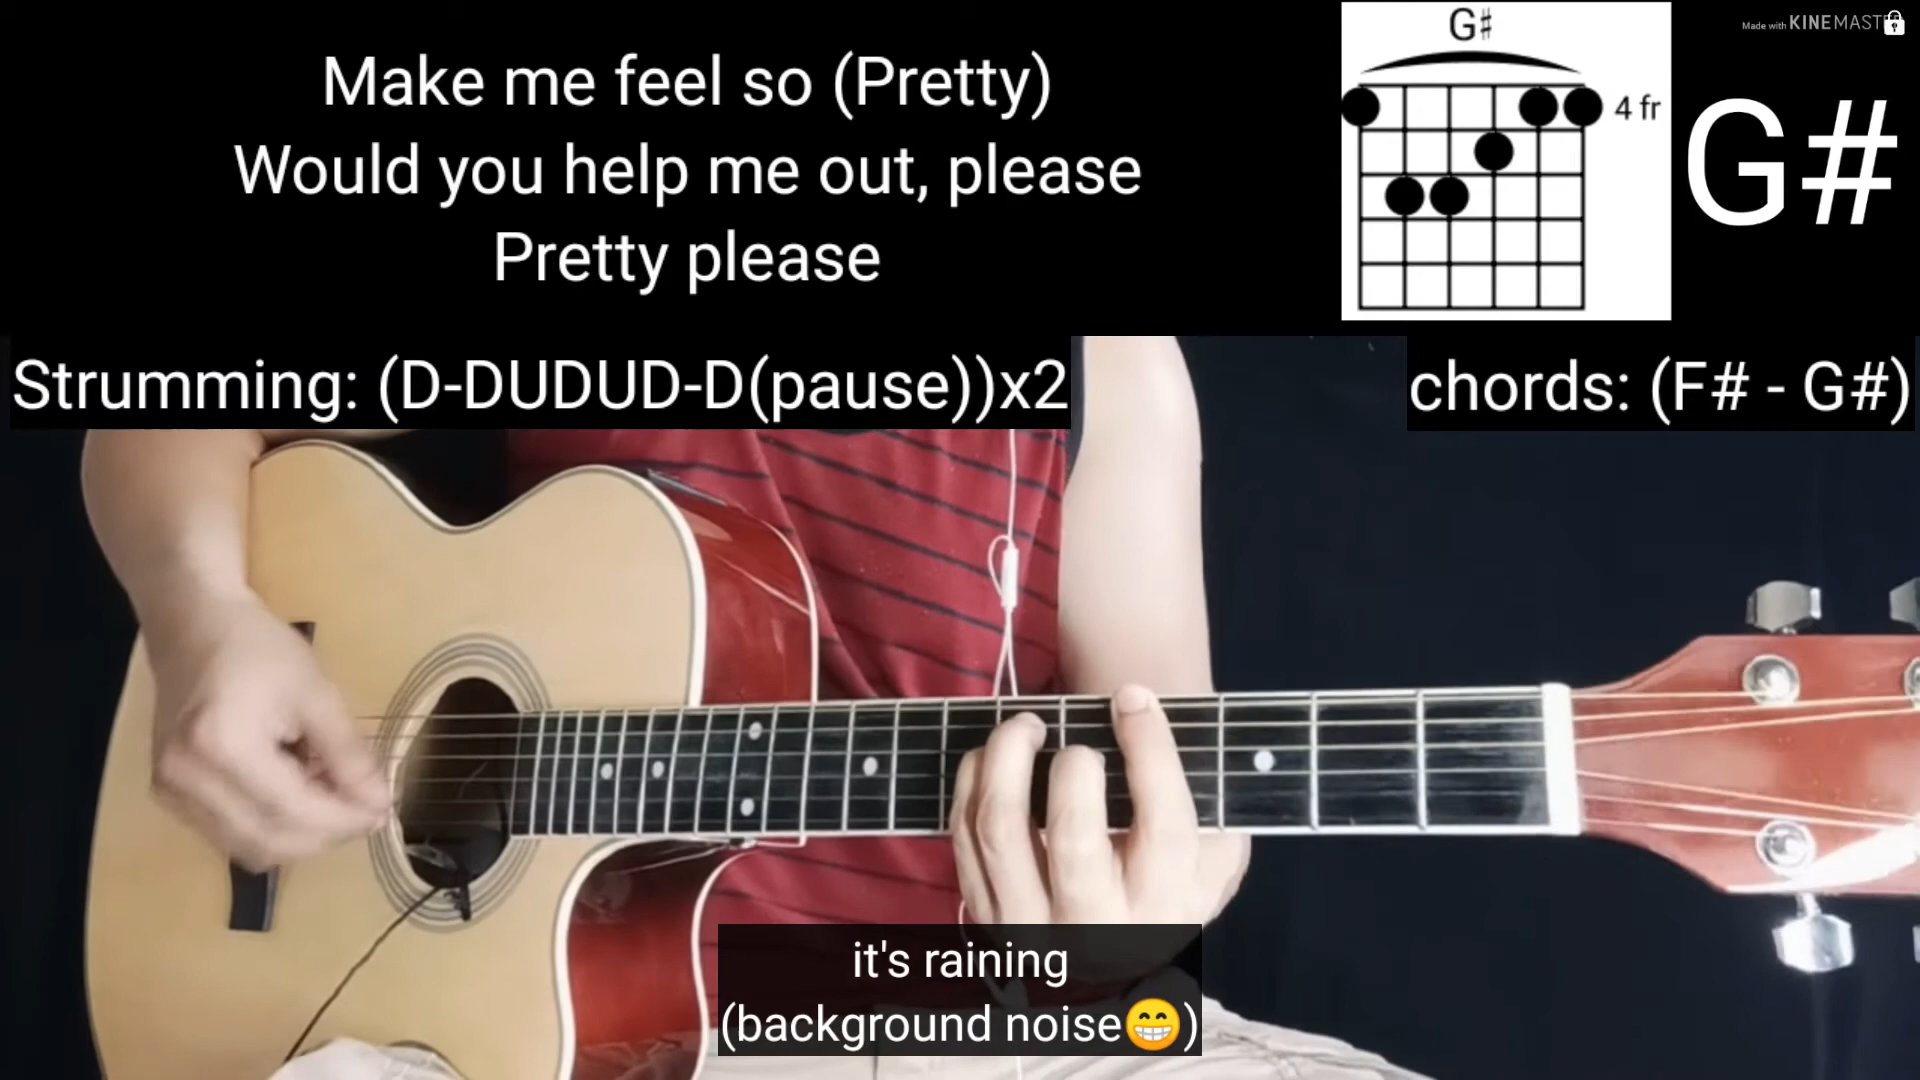 Make me feel so (Pretty)
Would you help me out, please
Pretty please
G#
4 fr
G#
Made with KINEMAST
Strumming: (D-DUDUD-D(pause))x2
chords: (F# - G#)
it's raining
(background noise😁)